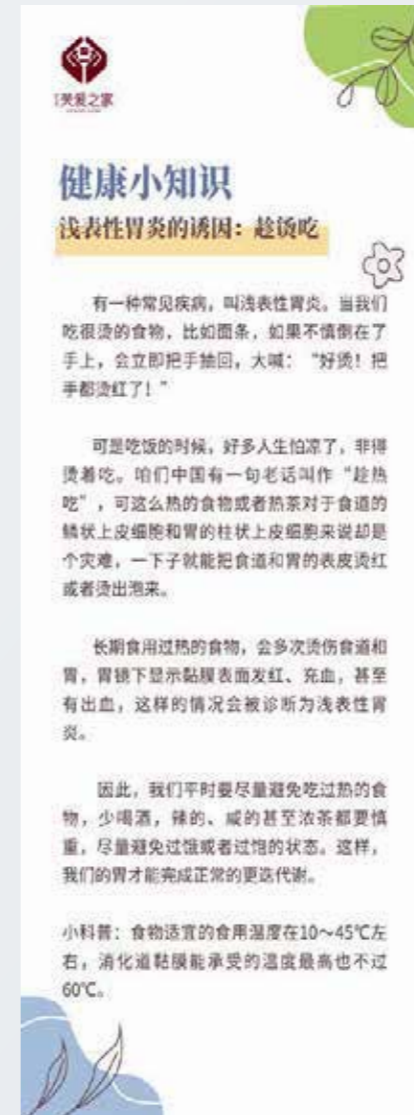 关爱之家
健康小知识
浅表性胃炎的诱因：趁烫吃
有一种常见疾病，叫浅表性胃炎。当我们
吃很烫的食物，比如面条，如果不慎倒在了
手上，会立即把手抽回，大喊：“好烫！把
手都烫红了！”
可是吃饭的时候，好多人生怕凉了，非得
烫着吃。咱们中国有一句老话叫作“趁热
吃”，可这么热的食物或者热茶对于食道的
鳞状上皮细胞和胃的柱状上皮细胞来说却是
个灾难，一下子就能把食道和胃的表皮烫红
或者烫出泡来。
长期食用过热的食物，会多次烫伤食道和
胃，胃镜下显示黏膜表面发红、充血，甚至
有出血，这样的情况会被诊断为浅表性胃
炎。
因此，我们平时要尽量避免吃过热的食
物，少喝酒，辣的、咸的甚至浓茶都要慎
重，尽量避免过饿或者过饱的状态。这样，
我们的胃才能完成正常的更迭代谢。
小科普：食物适宜的食用温度在10～45℃左
右，消化道黏膜能承受的温度最高也不过
60℃。